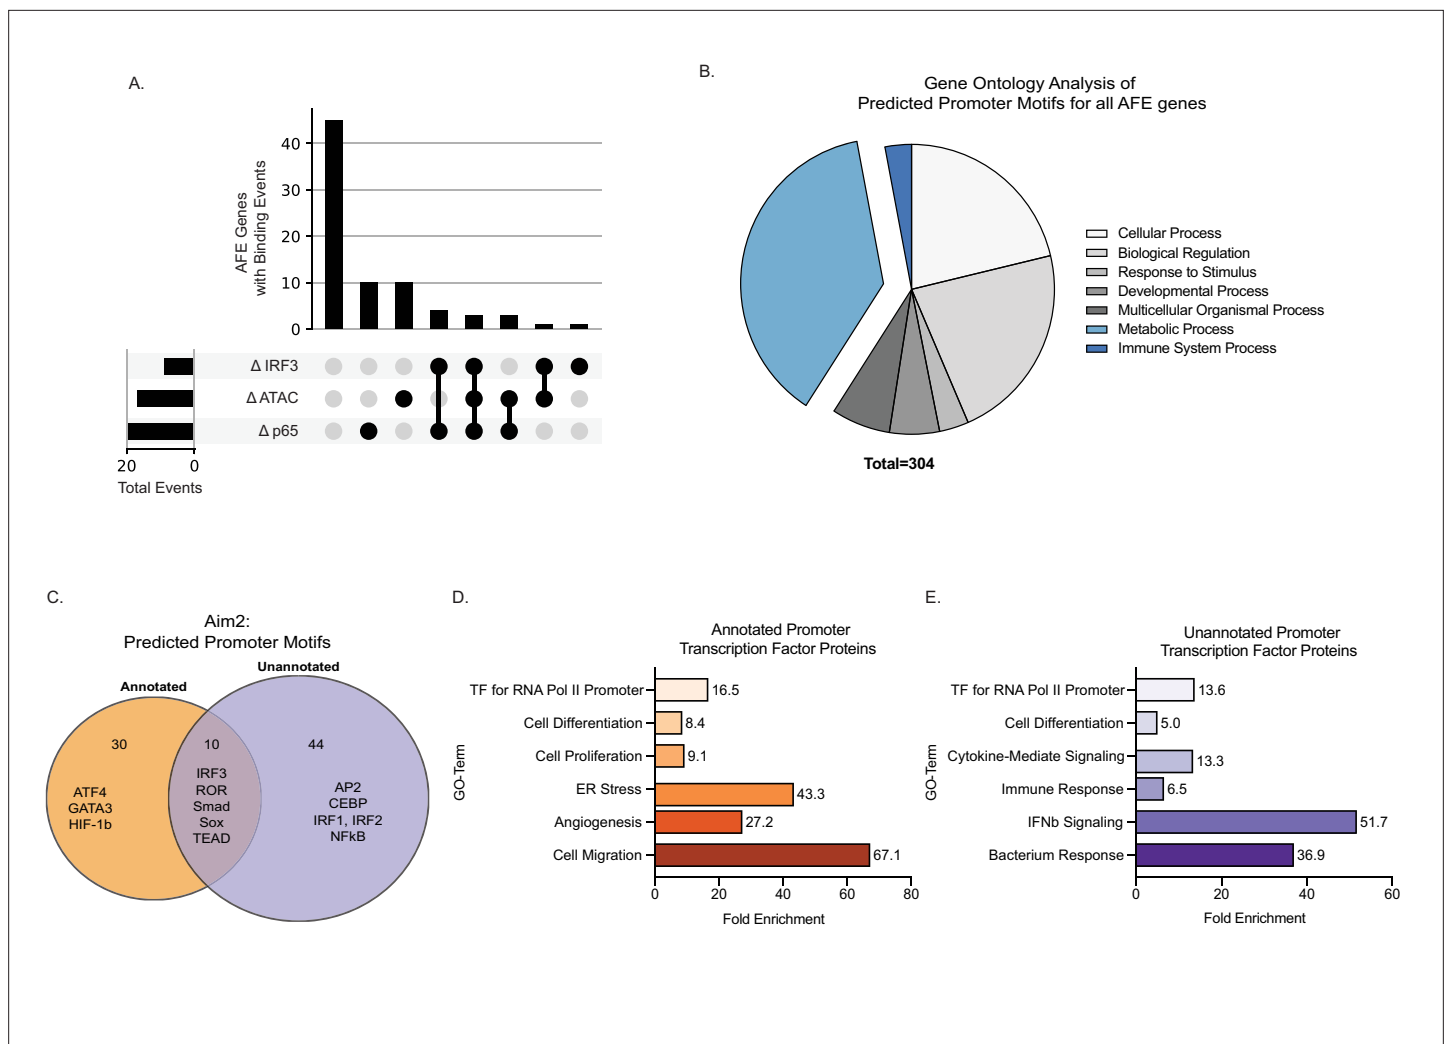 A.
AFE Genes
with Binding Events
40
30
20
10
0
Δ IRF3
Δ ATAC
Δ p65
20
0
Total Events
B.
Gene Ontology Analysis of
Predicted Promoter Motifs for all AFE genes
Cellular Process
Biological Regulation
Response to Stimulus
Developmental Process
Multicellular Organismal Process
Metabolic Process
Immune System Process
Total=304
C.
Aim2:
Predicted Promoter Motifs
Unannotated
Annotated
30
10
44
ATF4
GATA3
HIF-1b
IRF3
ROR
Smad
Sox
TEAD
AP2
CEBP
IRF1, IRF2
NFkB
D.
Annotated Promoter
Transcription Factor Proteins
GO-Term
TF for RNA Pol II Promoter
16.5
Cell Differentiation
8.4
Cell Proliferation
9.1
ER Stress
43.3
Angiogenesis
27.2
Cell Migration
67.1
0
20
40
60
80
Fold Enrichment
E.
Unannotated Promoter
Transcription Factor Proteins
GO-Term
TF for RNA Pol II Promoter
13.6
Cell Differentiation
5.0
Cytokine-Mediate Signaling
13.3
Immune Response
6.5
IFNb Signaling
51.7
Bacterium Response
36.9
0
20
40
60
Fold Enrichment